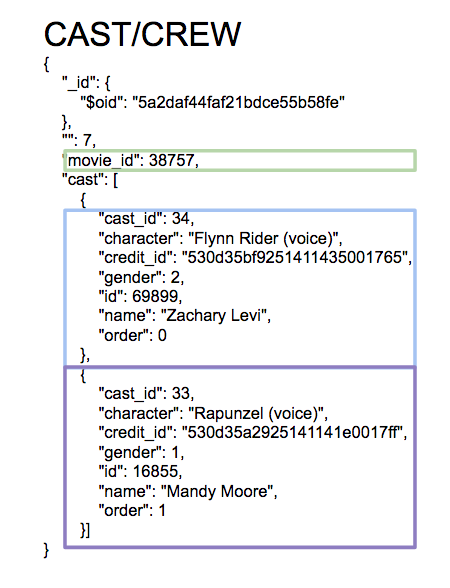 CAST/CREW
{
"_id": {
"$oid": "5a2daf44faf21bdce55b58fe"
},
"": 7,
"movie_id": 38757,
"cast": [
{
"cast_id": 34,
"character": "Flynn Rider (voice)",
"credit_id": "530d35bf9251411435001765",
"gender": 2,
"id": 69899,
"name": "Zachary Levi",
"order": 0
},
{
"cast_id": 33,
"character": "Rapunzel (voice)",
"credit_id": "530d35a2925141141e0017ff",
"gender": 1,
"id": 16855,
"name": "Mandy Moore",
"order": 1
}]
}